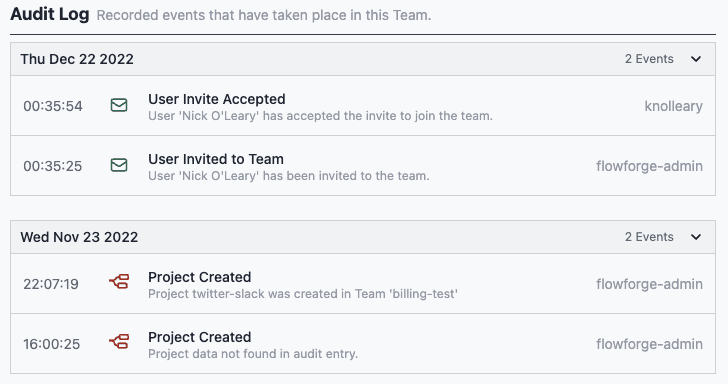 Audit Log Recorded events that have taken place in this Team.
Thu Dec 22 2022 2 Events
00:35:54 User Invite Accepted knolleary
User 'Nick O'Leary' has accepted the invite to join the team.
00:35:25 User Invited to Team flowforge-admin
User 'Nick O'Leary' has been invited to the team.
Wed Nov 23 2022 2 Events
22:07:19 Project Created flowforge-admin
Project twitter-slack was created in Team 'billing-test'
16:00:25 Project Created flowforge-admin
Project data not found in audit entry.